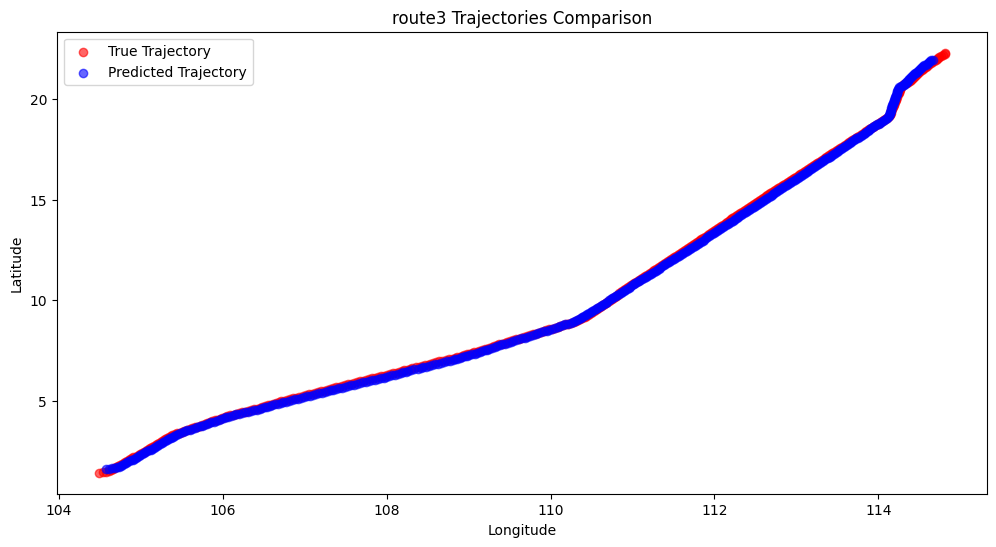 route3 Trajectories Comparison
True Trajectory
Predicted Trajectory
Latitude
20
15
10
5
104
106
108
110
112
114
Longitude